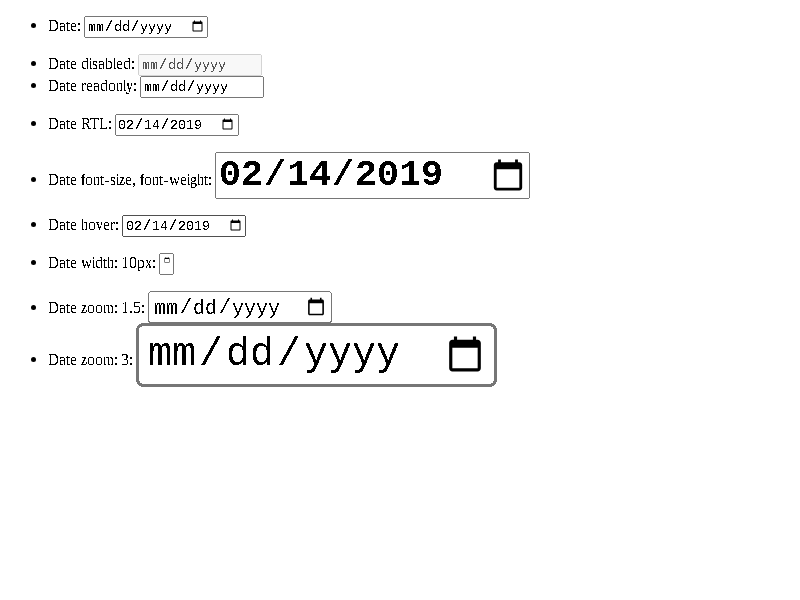 Date: mm/dd/yyyy
Date disabled: mm/dd/yyyy
Date readonly: mm/dd/yyyy
Date RTL: 02/14/2019
Date font-size, font-weight: 02/14/2019
Date hover: 02/14/2019
Date width: 10px:
Date zoom: 1.5: mm/dd/yyyy
Date zoom: 3: mm/dd/yyyy